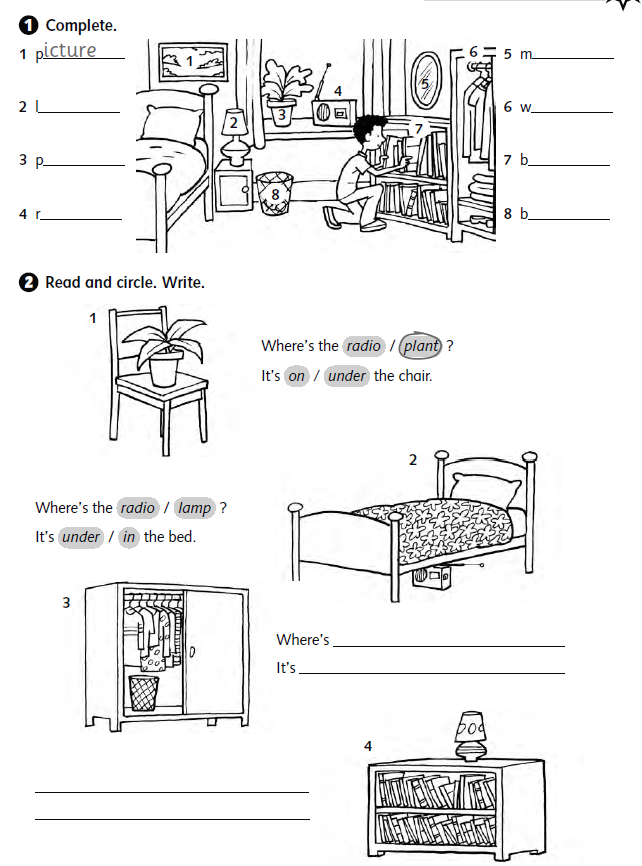 1 Complete.
1 picture
2 l
3 p
4 r
1
2
3
4
5
6
7
8
5 m
6 w
7 b
8 b
2 Read and circle. Write.
1
Where's the radio / plant ?
It's on / under the chair.
2
Where's the radio / lamp ?
It's under / in the bed.
3
Where's
It's
4